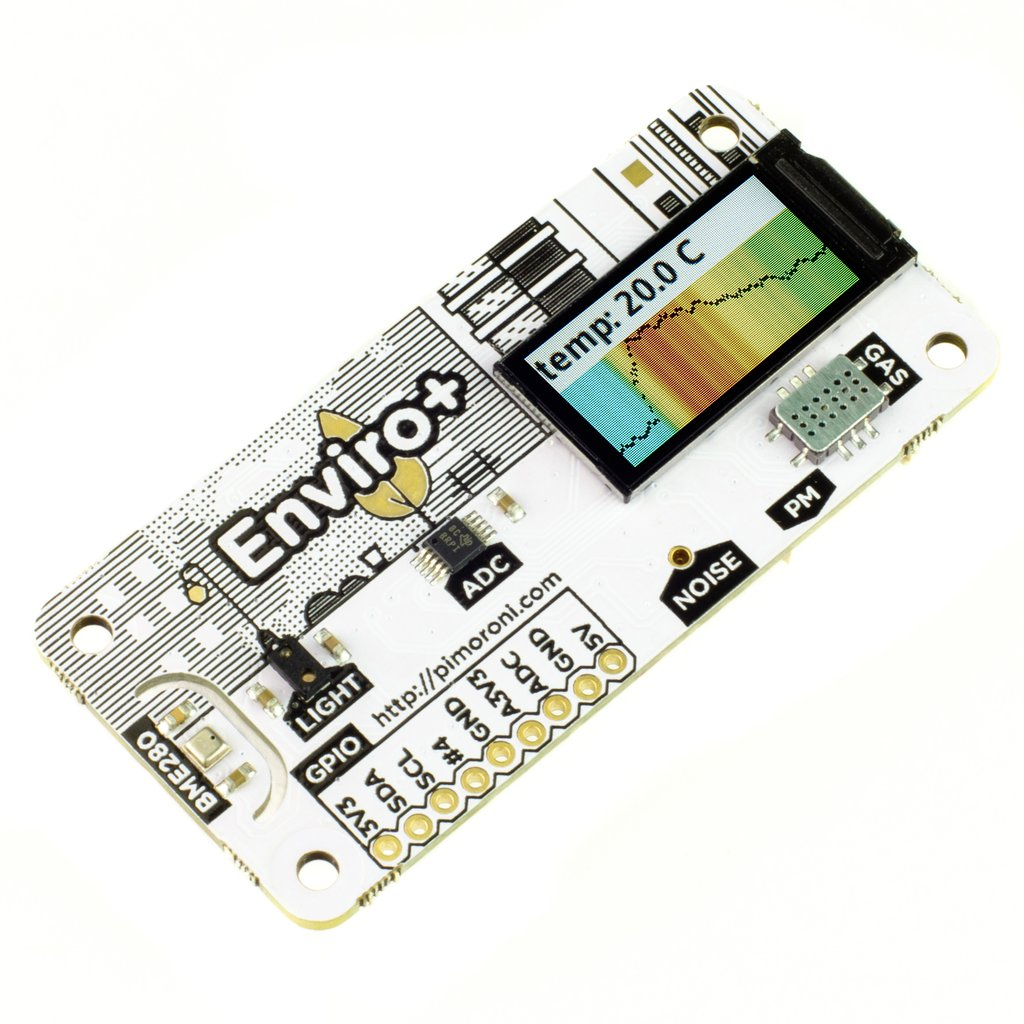 temp: 20.0 C
Enviro+
GAS
PM
NOISE
ADC
LIGHT
BME280
http://pimoroni.com
GPIO
3V3
SDA
SCL
#4
GND
A3V3
ADC
GND
5V